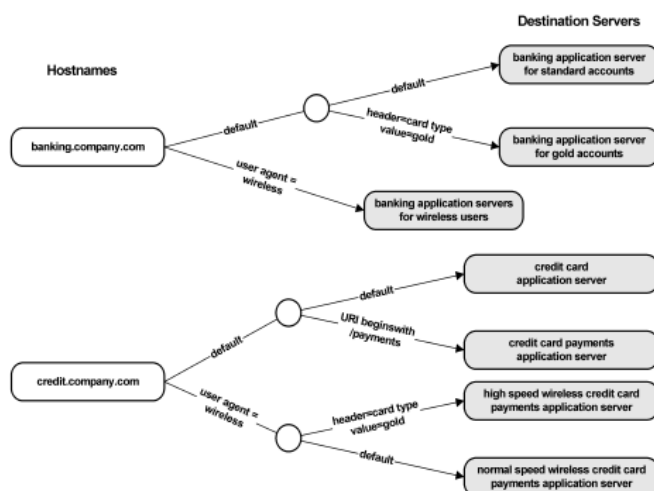 Destination Servers
Hostnames
banking application server
for standard accounts
default
default
header=card type
value=gold
banking.company.com
banking application server
for gold accounts
user agent =
wireless
banking application servers
for wireless users
credit card
application server
default
URI beginswith
/payments
default
credit card payments
application server
credit.company.com
user agent =
wireless
header=card type
value=gold
high speed wireless credit card
payments application server
default
normal speed wireless credit card
payments application server